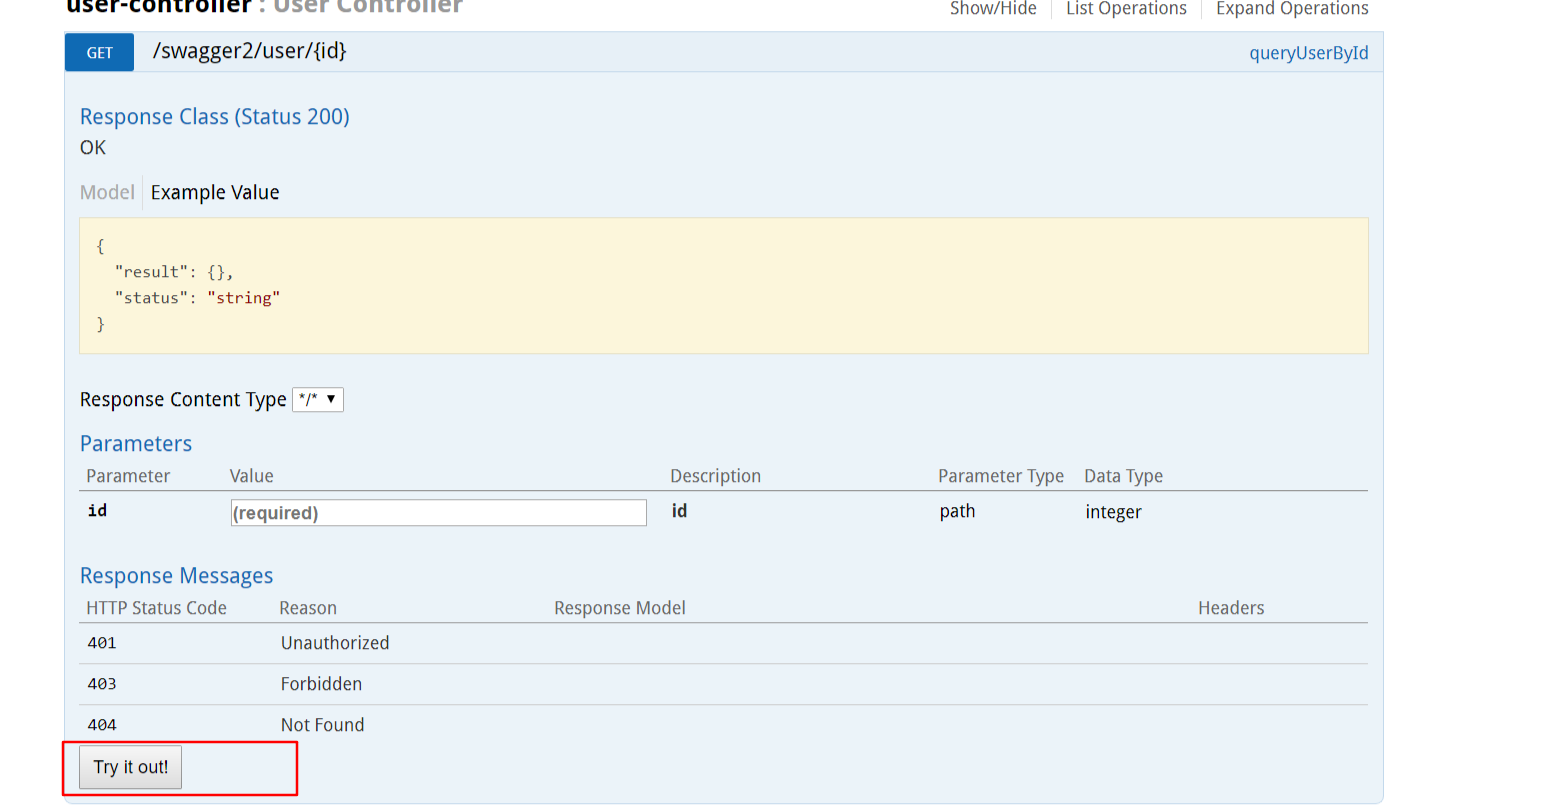 user-controller : User Controller Show/Hide List Operations Expand Operations
GET /swagger2/user/{id} queryUserById
Response Class (Status 200)
OK
Model Example Value
{
"result": {},
"status": "string"
}
Response Content Type */* ▼
Parameters
Parameter Value Description Parameter Type Data Type
id (required) id path integer
Response Messages
HTTP Status Code Reason Response Model Headers
401 Unauthorized
403 Forbidden
404 Not Found
Try it out!